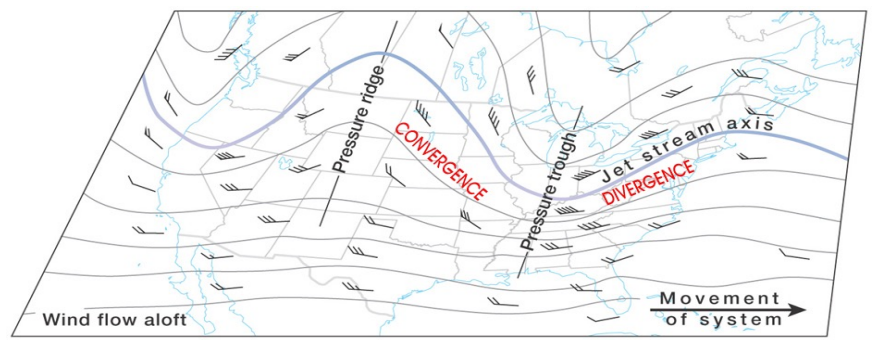 Pressure ridge
CONVERGENCE
Pressure trough
Jet stream axis
DIVERGENCE
Wind flow aloft
Movement
of system